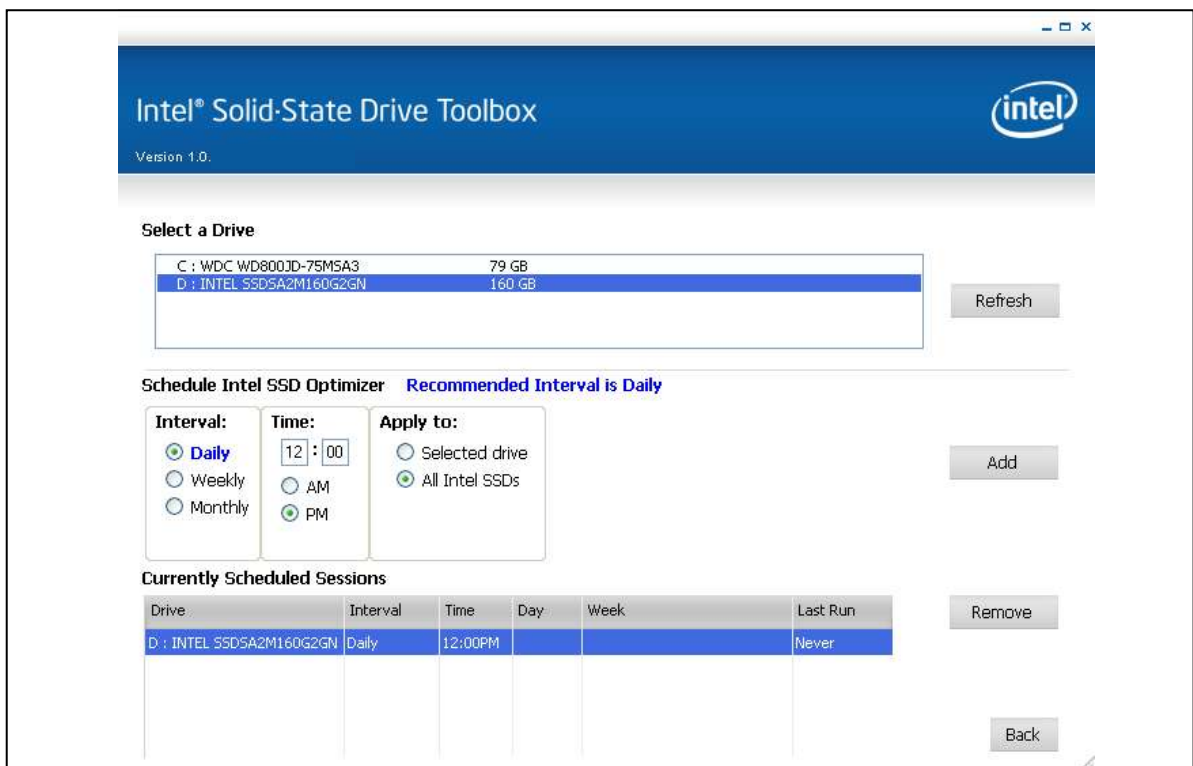 Intel® Solid-State Drive Toolbox
intel
Version 1.0.
Select a Drive
C : WDC WD800JD-75MSA3 79 GB
D : INTEL SSDSA2M160G2GN 160 GB
Refresh
Schedule Intel SSD Optimizer Recommended Interval is Daily
Interval: Time: Apply to:
Daily 12 : 00 Selected drive
Weekly AM All Intel SSDs
Monthly PM
Add
Currently Scheduled Sessions
Drive Interval Time Day Week Last Run
D : INTEL SSDSA2M160G2GN Daily 12:00PM Never
Remove
Back